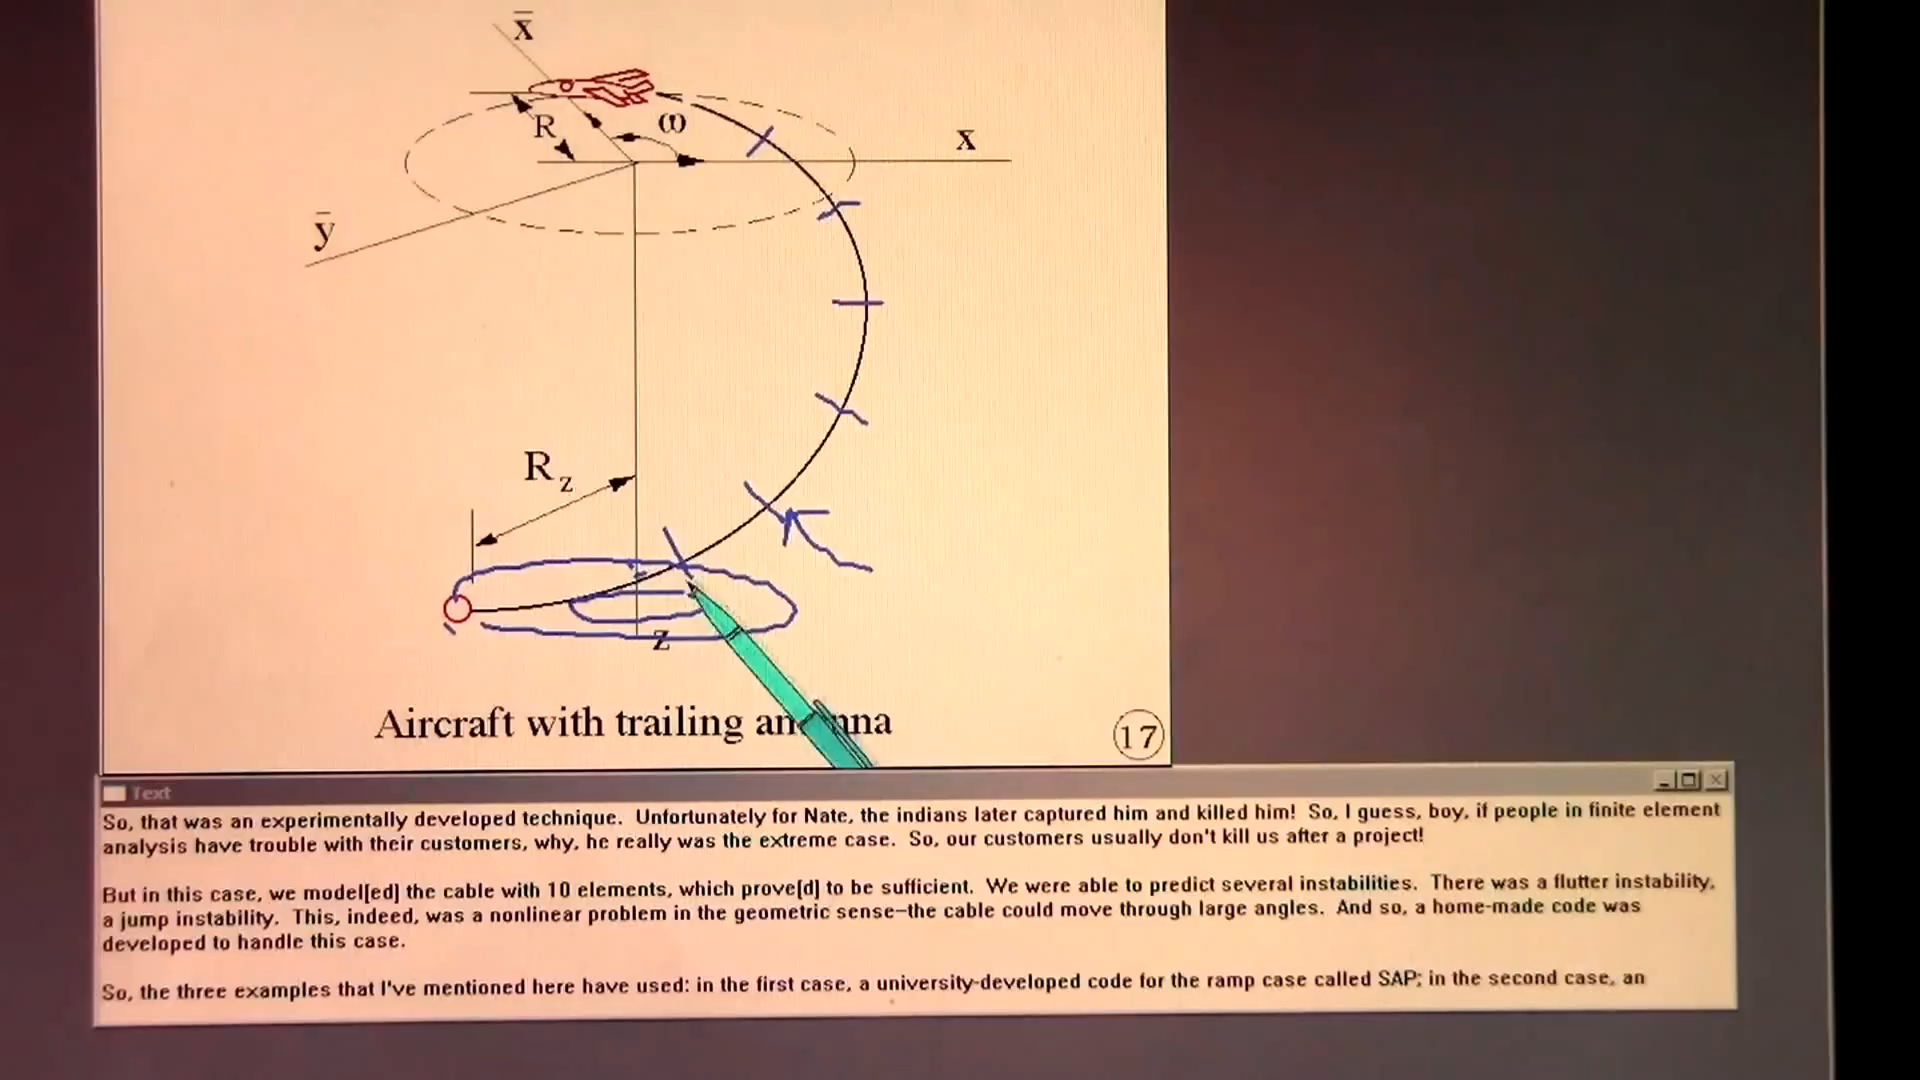 x̄
R
ω
x
ȳ
R z
z
Aircraft with trailing an nna
17
Text
So, that was an experimentally developed technique. Unfortunately for Nate, the indians later captured him and killed him! So, I guess, boy, if people in finite element
analysis have trouble with their customers, why, he really was the extreme case. So, our customers usually don't kill us after a project!
But in this case, we model[ed] the cable with 10 elements, which prove[d] to be sufficient. We were able to predict several instabilities. There was a flutter instability,
a jump instability. This, indeed, was a nonlinear problem in the geometric sense–the cable could move through large angles. And so, a home-made code was
developed to handle this case.
So, the three examples that I've mentioned here have used: in the first case, a university-developed code for the ramp case called SAP; in the second case, an